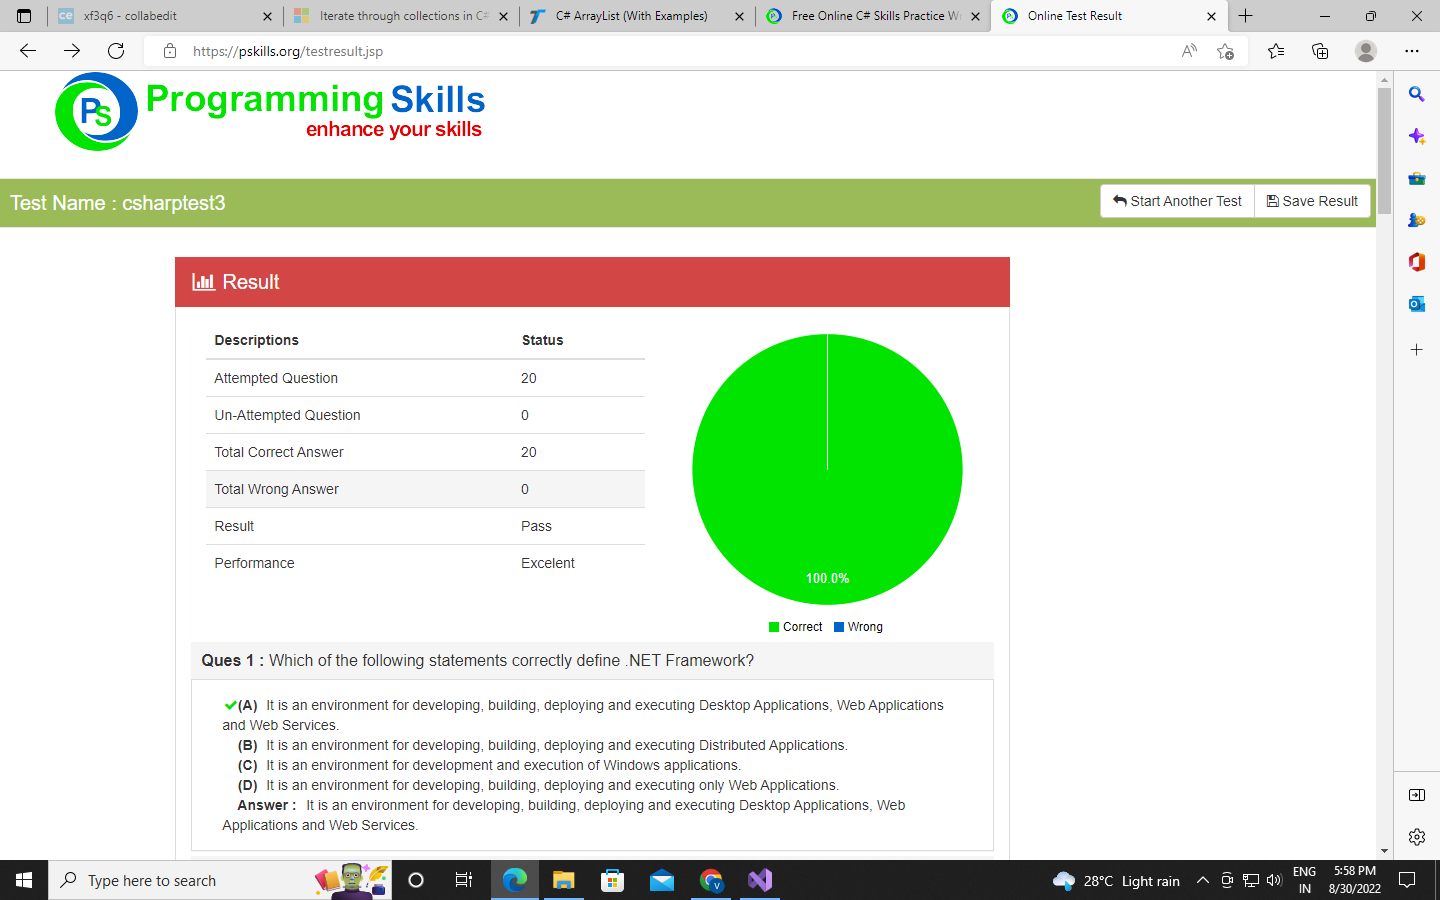 xf3q6 - collabedit
Iterate through collections in C#
C# ArrayList (With Examples)
Free Online C# Skills Practice
Online Test Result
https://pskills.org/testresult.jsp
PS
Programming Skills
enhance your skills
Test Name : csharptest3
Start Another Test
Save Result
Result
Descriptions Status
Attempted Question 20
Un-Attempted Question 0
Total Correct Answer 20
Total Wrong Answer 0
Result Pass
Performance Excelent
100.0%
Correct Wrong
Ques 1 : Which of the following statements correctly define .NET Framework?
(A) It is an environment for developing, building, deploying and executing Desktop Applications, Web Applications
and Web Services.
(B) It is an environment for developing, building, deploying and executing Distributed Applications.
(C) It is an environment for development and execution of Windows applications.
(D) It is an environment for developing, building, deploying and executing only Web Applications.
Answer : It is an environment for developing, building, deploying and executing Desktop Applications, Web
Applications and Web Services.
Type here to search
28°C Light rain
ENG
IN
5:58 PM
8/30/2022